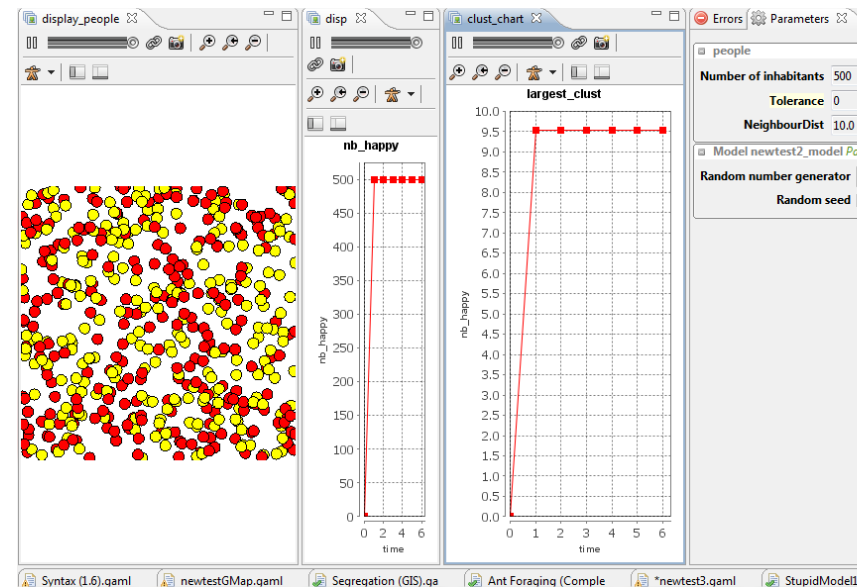 display_people
disp
clust_chart
Errors
Parameters
people
Number of inhabitants 500
Tolerance 0
NeighbourDist 10.0
Model newtest2_model
Random number generator
Random seed
nb_happy
500
450
400
350
300
250
200
150
100
50
0
nb_happy
0 2 4 6
time
largest_clust
10.0
9.5
9.0
8.5
8.0
7.5
7.0
6.5
6.0
5.5
5.0
4.5
4.0
3.5
3.0
2.5
2.0
1.5
1.0
0.5
0.0
nb_happy
0 1 2 3 4 5 6
time
Syntax (1.6).gaml
newtestGMap.gaml
Segregation (GIS).ga
Ant Foraging (Comple
*newtest3.gaml
StupidModel1